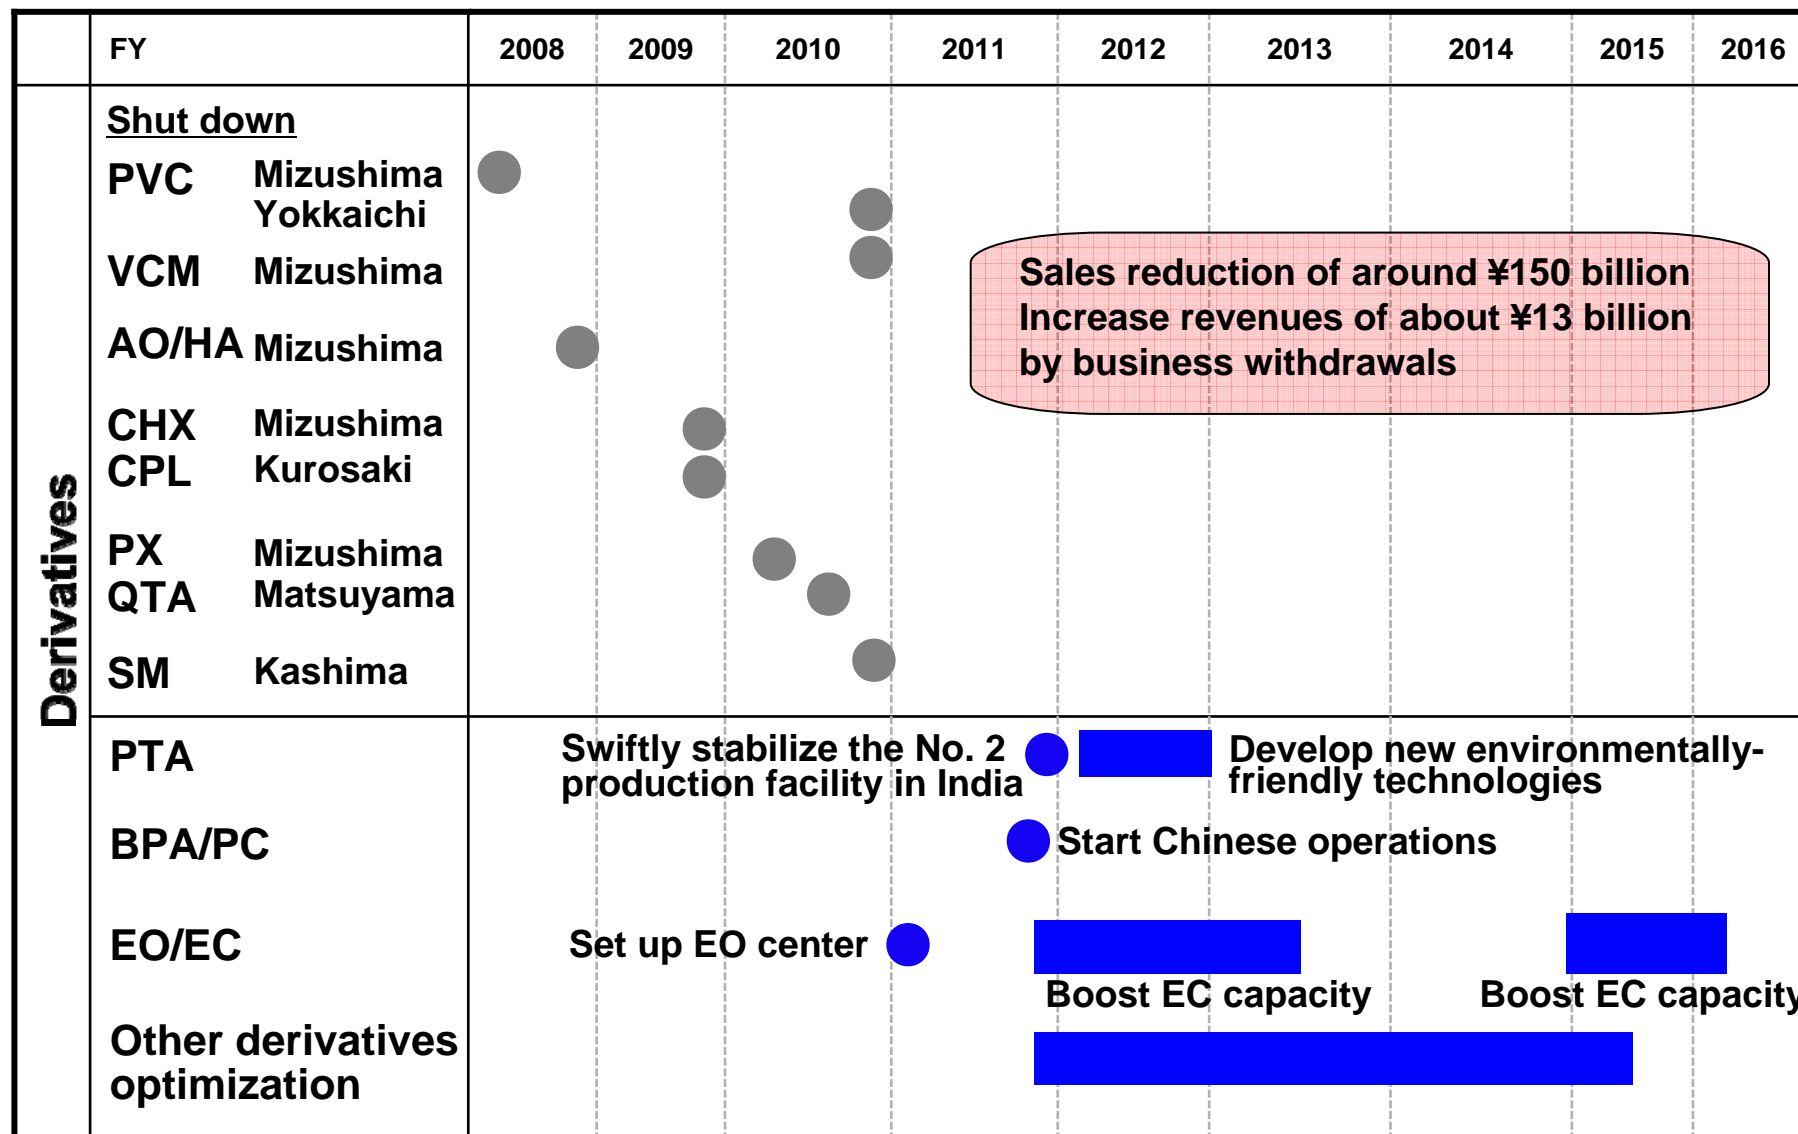 FY 2008 2009 2010 2011 2012 2013 2014 2015 2016
Derivatives
Shut down
PVC Mizushima
Yokkaichi
VCM Mizushima
AO/HA Mizushima
CHX Mizushima
CPL Kurosaki
PX Mizushima
QTA Matsuyama
SM Kashima
Sales reduction of around ¥150 billion
Increase revenues of about ¥13 billion
by business withdrawals
PTA
Swiftly stabilize the No. 2
production facility in India
Develop new environmentally-
friendly technologies
BPA/PC
Start Chinese operations
EO/EC
Set up EO center
Boost EC capacity
Boost EC capacity
Other derivatives
optimization